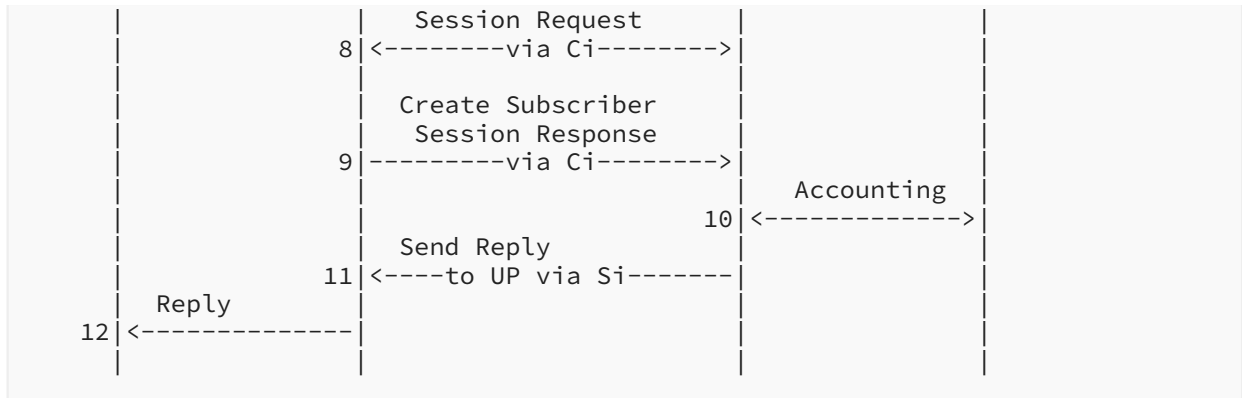 Session Request
8|<--------via Ci-------->|
Create Subscriber
Session Response
9|---------via Ci-------->|
Accounting
10|<------------->|
Send Reply
11|<----to UP via Si-------|
Reply
12|<--------------|